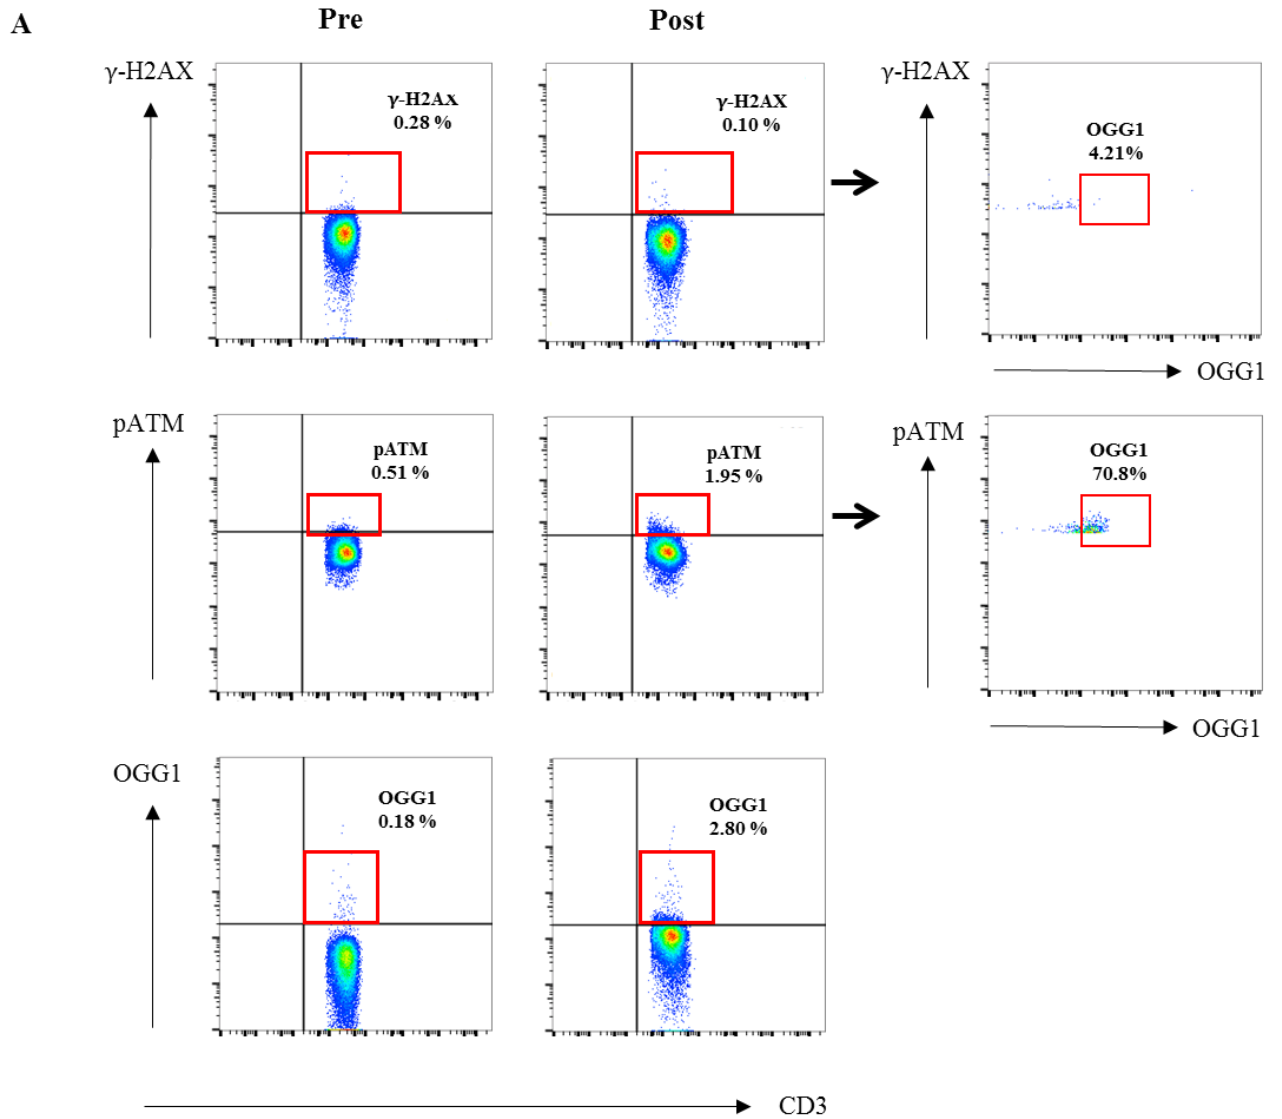 A
Pre
Post
γ-H2AX
γ-H2AX
0.28 %
γ-H2AX
0.10 %
γ-H2AX
OGG1
4.21%
OGG1
pATM
pATM
0.51 %
pATM
1.95 %
pATM
OGG1
70.8%
OGG1
OGG1
OGG1
0.18 %
OGG1
2.80 %
CD3